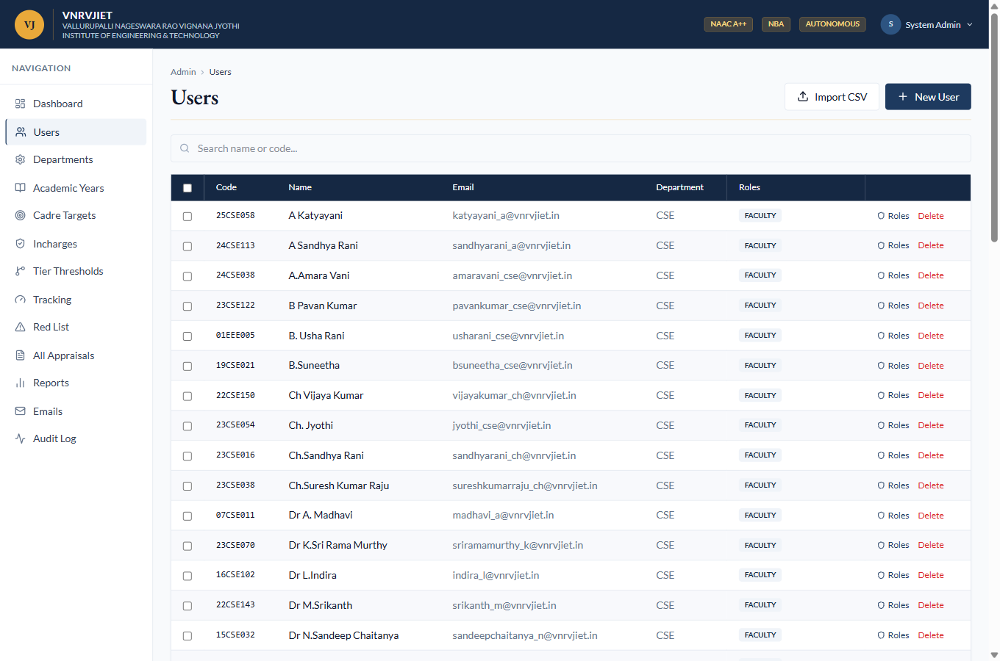 VJ
VNRVJIET
VALLURUPALLI NAGESWARA RAO VIGNANA JYOTHI
INSTITUTE OF ENGINEERING & TECHNOLOGY
NAAC A++ NBA AUTONOMOUS S System Admin
NAVIGATION
Dashboard
Users
Departments
Academic Years
Cadre Targets
Incharges
Tier Thresholds
Tracking
Red List
All Appraisals
Reports
Emails
Audit Log
Admin › Users
Users
Import CSV + New User
Search name or code...
Code Name Email Department Roles
25CSE058 A Katyayani katyayani_a@vnrvjiet.in CSE FACULTY Roles Delete
24CSE113 A Sandhya Rani sandhyarani_a@vnrvjiet.in CSE FACULTY Roles Delete
24CSE038 A.Amara Vani amaravani_cse@vnrvjiet.in CSE FACULTY Roles Delete
23CSE122 B Pavan Kumar pavankumar_cse@vnrvjiet.in CSE FACULTY Roles Delete
01EEE005 B. Usha Rani usharani_cse@vnrvjiet.in CSE FACULTY Roles Delete
19CSE021 B.Suneetha bsuneetha_cse@vnrvjiet.in CSE FACULTY Roles Delete
22CSE150 Ch Vijaya Kumar vijayakumar_ch@vnrvjiet.in CSE FACULTY Roles Delete
23CSE054 Ch. Jyothi jyothi_cse@vnrvjiet.in CSE FACULTY Roles Delete
23CSE016 Ch.Sandhya Rani sandhyarani_ch@vnrvjiet.in CSE FACULTY Roles Delete
23CSE038 Ch.Suresh Kumar Raju sureshkumarraju_ch@vnrvjiet.in CSE FACULTY Roles Delete
07CSE011 Dr A. Madhavi madhavi_a@vnrvjiet.in CSE FACULTY Roles Delete
23CSE070 Dr K.Sri Rama Murthy sriramamurthy_k@vnrvjiet.in CSE FACULTY Roles Delete
16CSE102 Dr L.Indira indira_l@vnrvjiet.in CSE FACULTY Roles Delete
22CSE143 Dr M.Srikanth srikanth_m@vnrvjiet.in CSE FACULTY Roles Delete
15CSE032 Dr N.Sandeep Chaitanya sandeepchaitanya_n@vnrvjiet.in CSE FACULTY Roles Delete